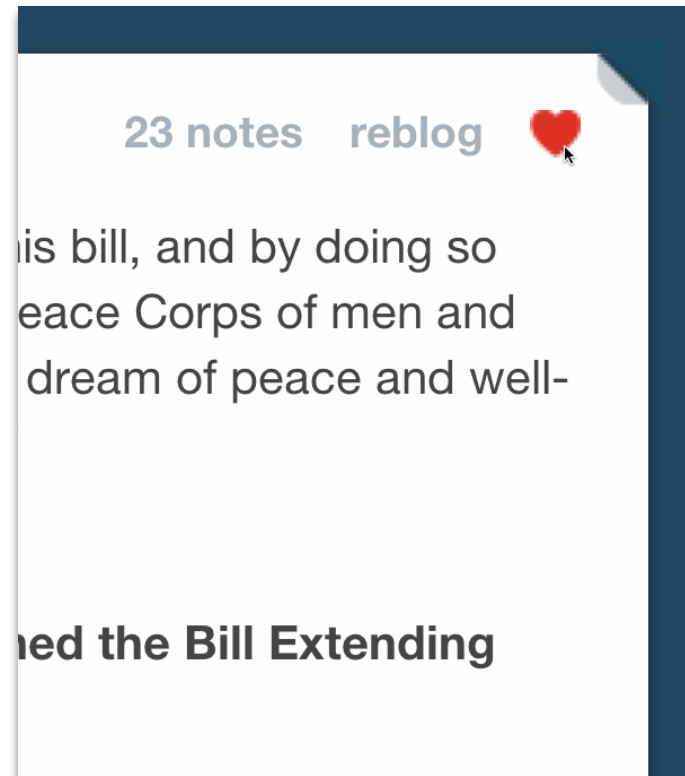 23 notes reblog
is bill, and by doing so
eace Corps of men and
dream of peace and well-
ned the Bill Extending